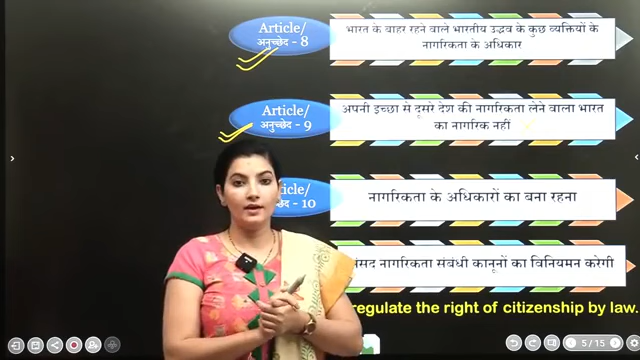 Article/
अनुच्छेद - 8
भारत के बाहर रहने वाले भारतीय उद्भव के कुछ व्यक्तियों के
नागरिकता के अधिकार
Article/
अनुच्छेद - 9
अपनी इच्छा से दूसरे देश की नागरिकता लेने वाला भारत
का नागरिक नहीं
icle/
द - 10
नागरिकता के अधिकारों का बना रहना
संसद नागरिकता संबंधी कानूनों का विनियमन करेगी
regulate the right of citizenship by law.
5 / 15